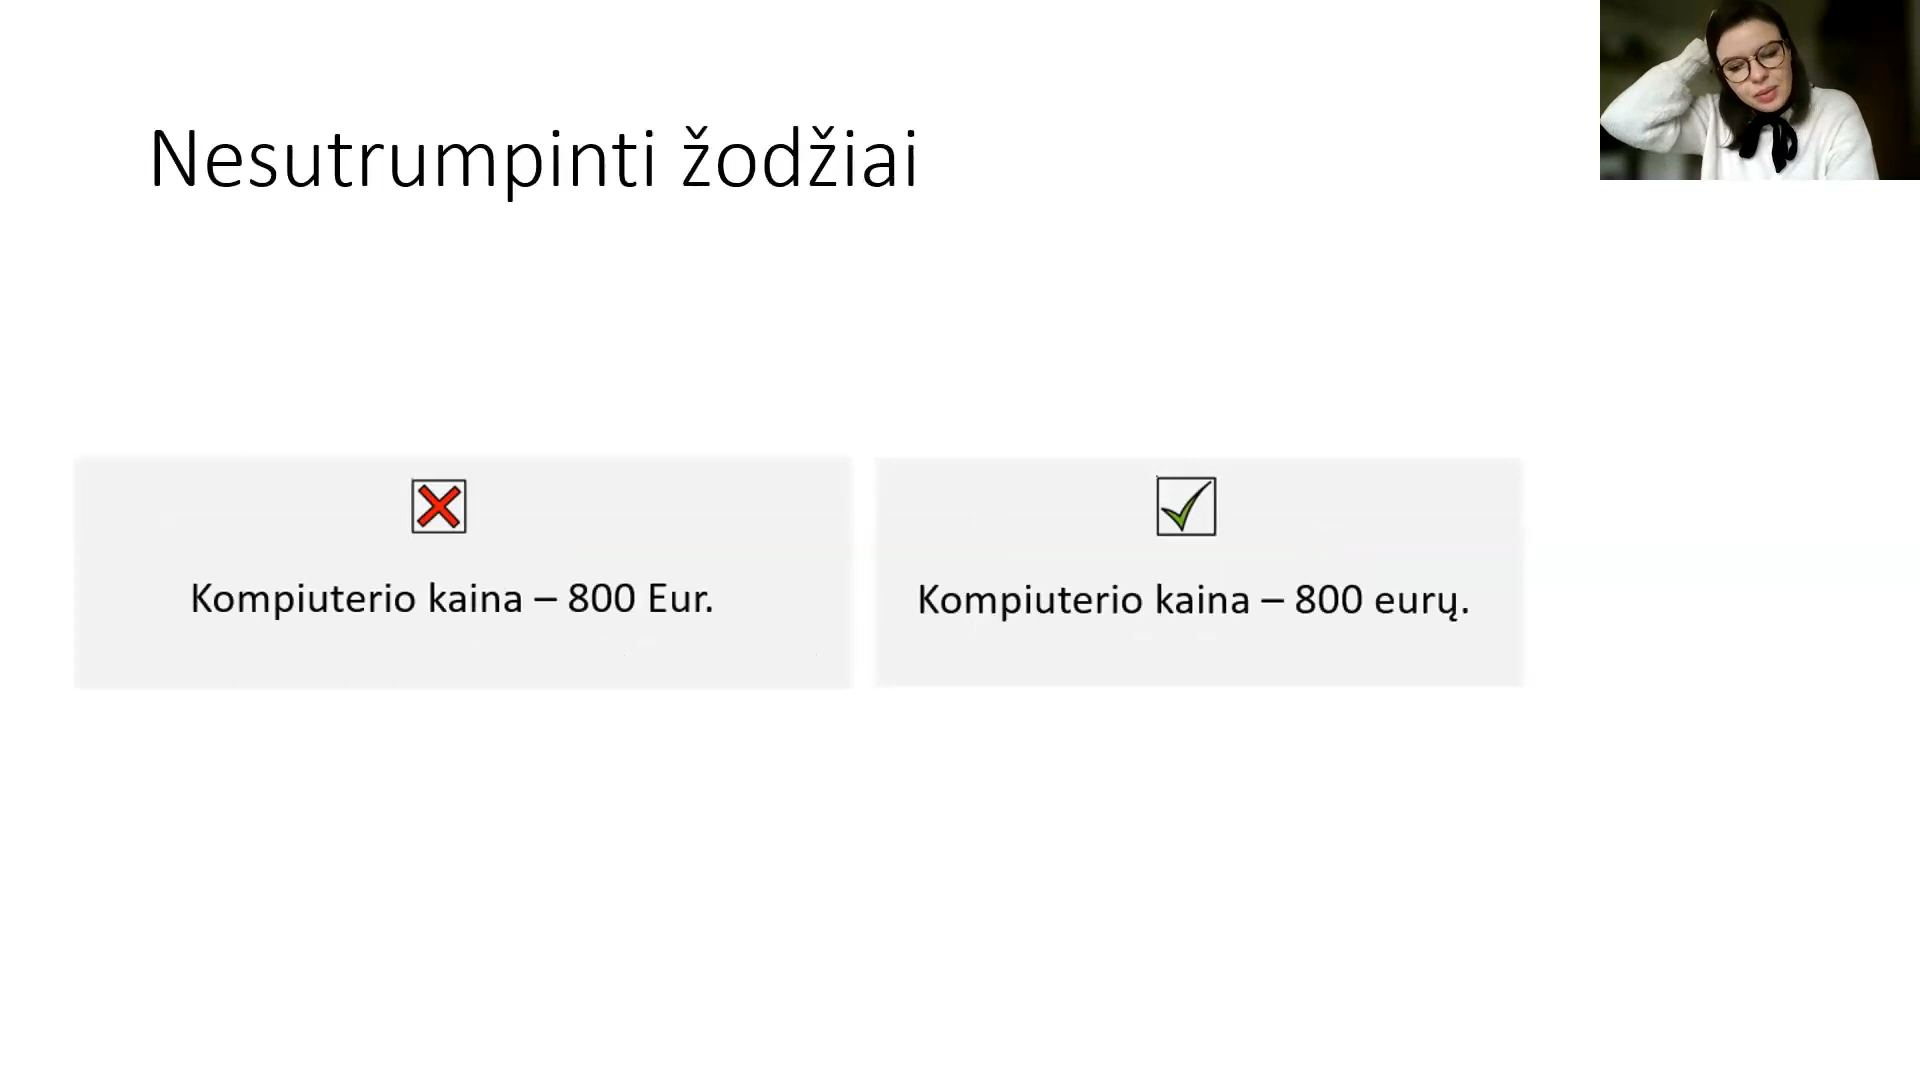 Nesutrumpinti žodžiai
Kompiuterio kaina – 800 Eur.
Kompiuterio kaina – 800 eurų.